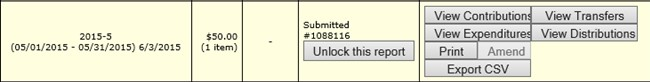 2015-5
(05/01/2015 - 05/31/2015) 6/3/2015
$50.00
(1 item)
-
Submitted
#1088116
Unlock this report
View Contributions View Transfers
View Expenditures View Distributions
Print Amend
Export CSV